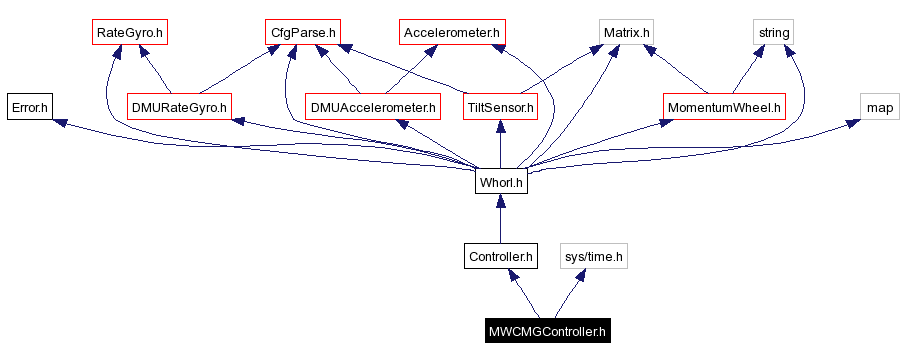 RateGyro.h
CfgParse.h
Accelerometer.h
Matrix.h
string
Error.h
DMURateGyro.h
DMUAccelerometer.h
TiltSensor.h
MomentumWheel.h
map
Whorl.h
Controller.h
sys/time.h
MWCMGController.h